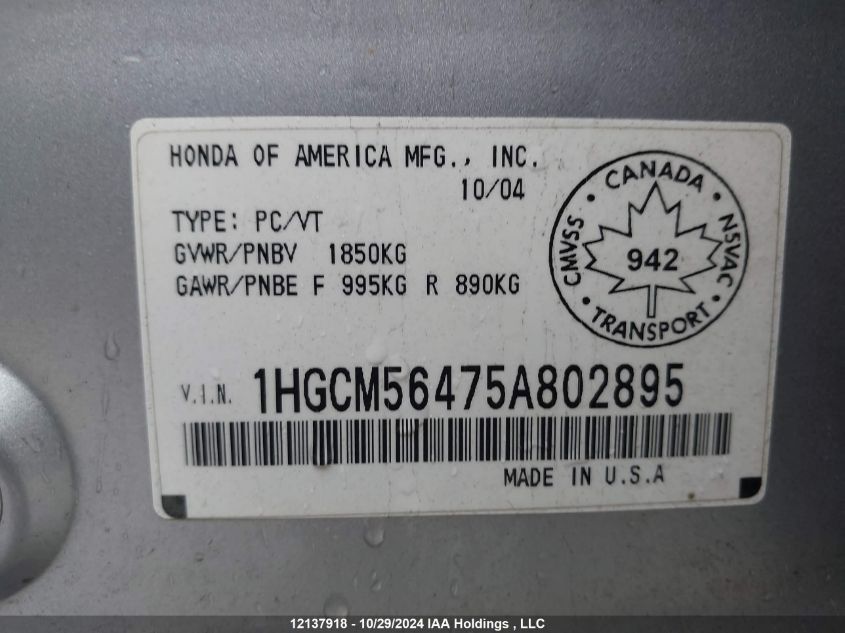 HONDA OF AMERICA MFG., INC.
10/04
TYPE: PC/VT
GVWR/PNBV 1850KG
GAWR/PNBE F 995KG R 890KG
CANADA
CMVSS
942
NSVAC
TRANSPORT
V.I.N. 1HGCM56475A802895
MADE IN U.S.A
12137918 - 10/29/2024 IAA Holdings , LLC